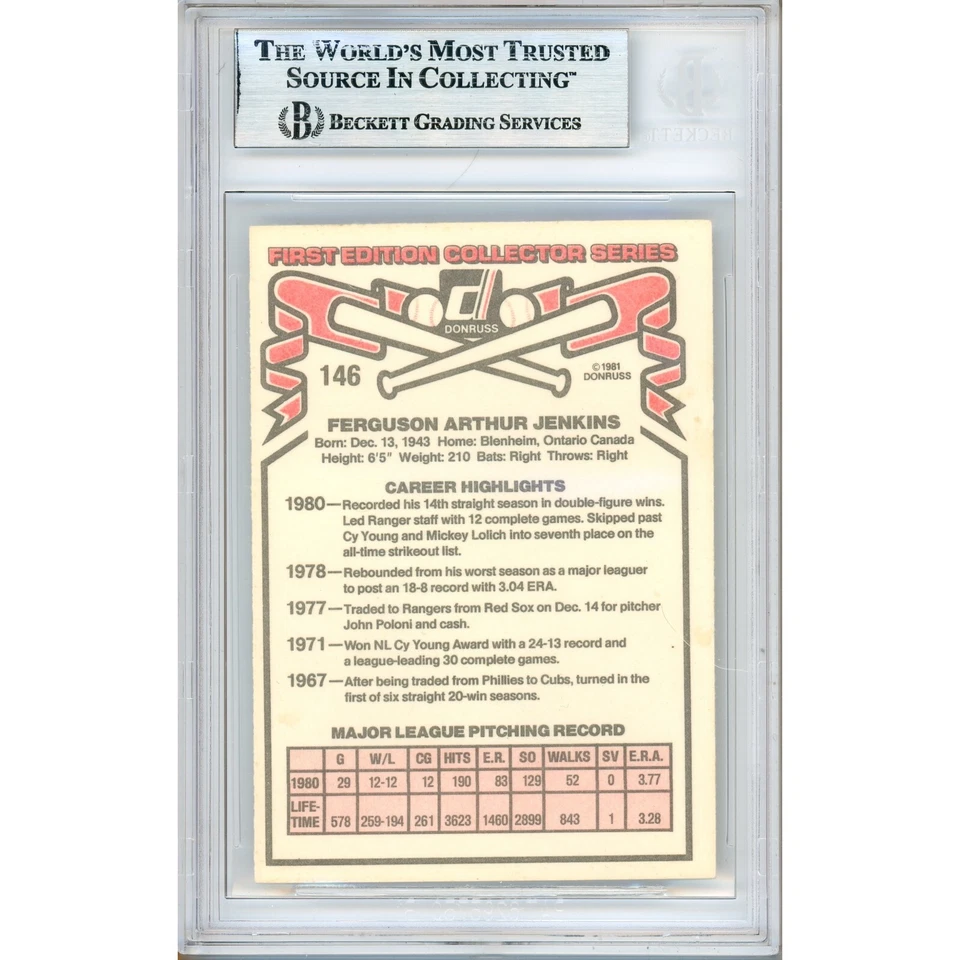 THE WORLD'S MOST TRUSTED
SOURCE IN COLLECTING™
B BECKETT GRADING SERVICES
FIRST EDITION COLLECTOR SERIES
d
DONRUSS
146
©1981
DONRUSS
FERGUSON ARTHUR JENKINS
Born: Dec. 13, 1943 Home: Blenheim, Ontario Canada
Height: 6'5" Weight: 210 Bats: Right Throws: Right
CAREER HIGHLIGHTS
1980—Recorded his 14th straight season in double-figure wins.
Led Ranger staff with 12 complete games. Skipped past
Cy Young and Mickey Lolich into seventh place on the
all-time strikeout list.
1978—Rebounded from his worst season as a major leaguer
to post an 18-8 record with 3.04 ERA.
1977—Traded to Rangers from Red Sox on Dec. 14 for pitcher
John Poloni and cash.
1971—Won NL Cy Young Award with a 24-13 record and
a league-leading 30 complete games.
1967—After being traded from Phillies to Cubs, turned in the
first of six straight 20-win seasons.
MAJOR LEAGUE PITCHING RECORD
G W/L CG HITS E.R. SO WALKS SV E.R.A.
1980 29 12-12 12 190 83 129 52 0 3.77
LIFE-
TIME 578 259-194 261 3623 1460 2899 843 1 3.28